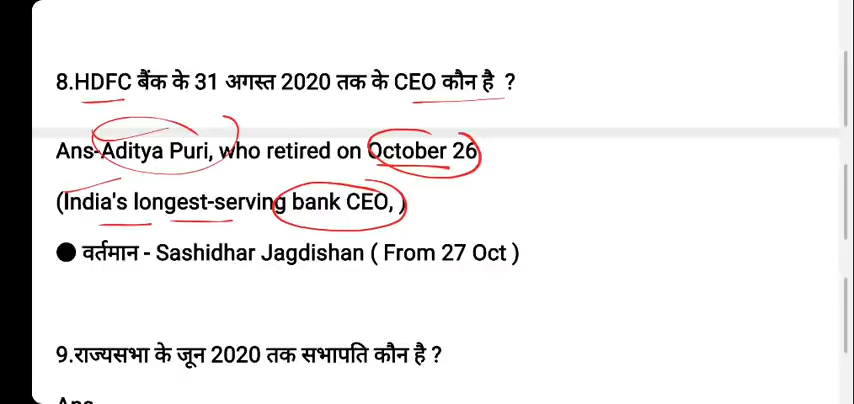 8.HDFC बैंक के 31 अगस्त 2020 तक के CEO कौन है ?
Ans-Aditya Puri, who retired on October 26
(India's longest-serving bank CEO, )
● वर्तमान - Sashidhar Jagdishan ( From 27 Oct )
9.राज्यसभा के जून 2020 तक सभापति कौन है ?